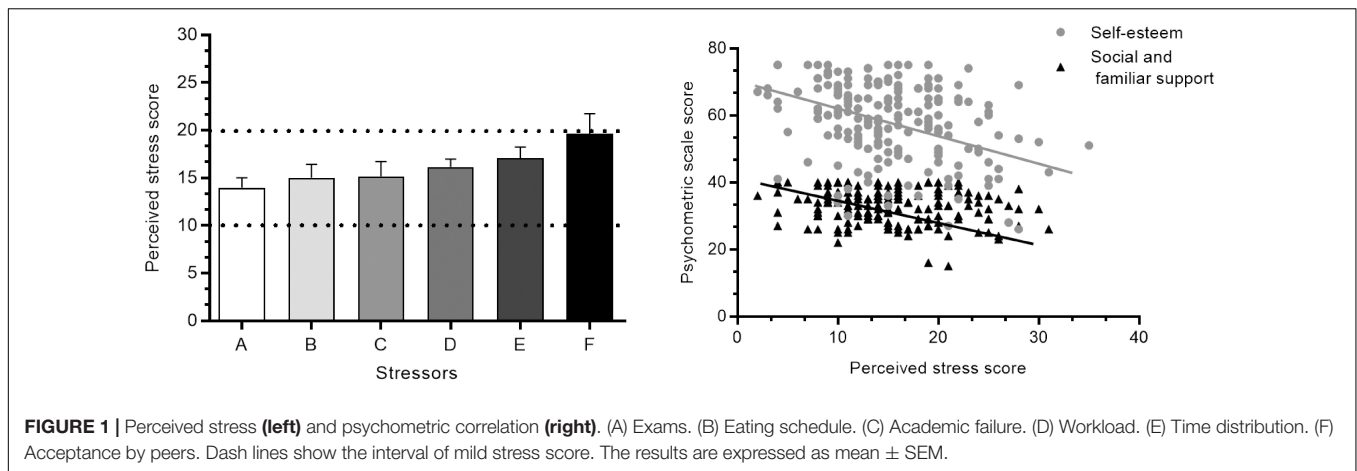 30
25
20
15
10
5
0
Perceived stress score
A B C D E F
Stressors
Self-esteem
Social and
familiar support
80
60
40
20
0
Psychometric scale score
0 10 20 30 40
Perceived stress score
FIGURE 1 | Perceived stress (left) and psychometric correlation (right). (A) Exams. (B) Eating schedule. (C) Academic failure. (D) Workload. (E) Time distribution. (F)
Acceptance by peers. Dash lines show the interval of mild stress score. The results are expressed as mean ± SEM.